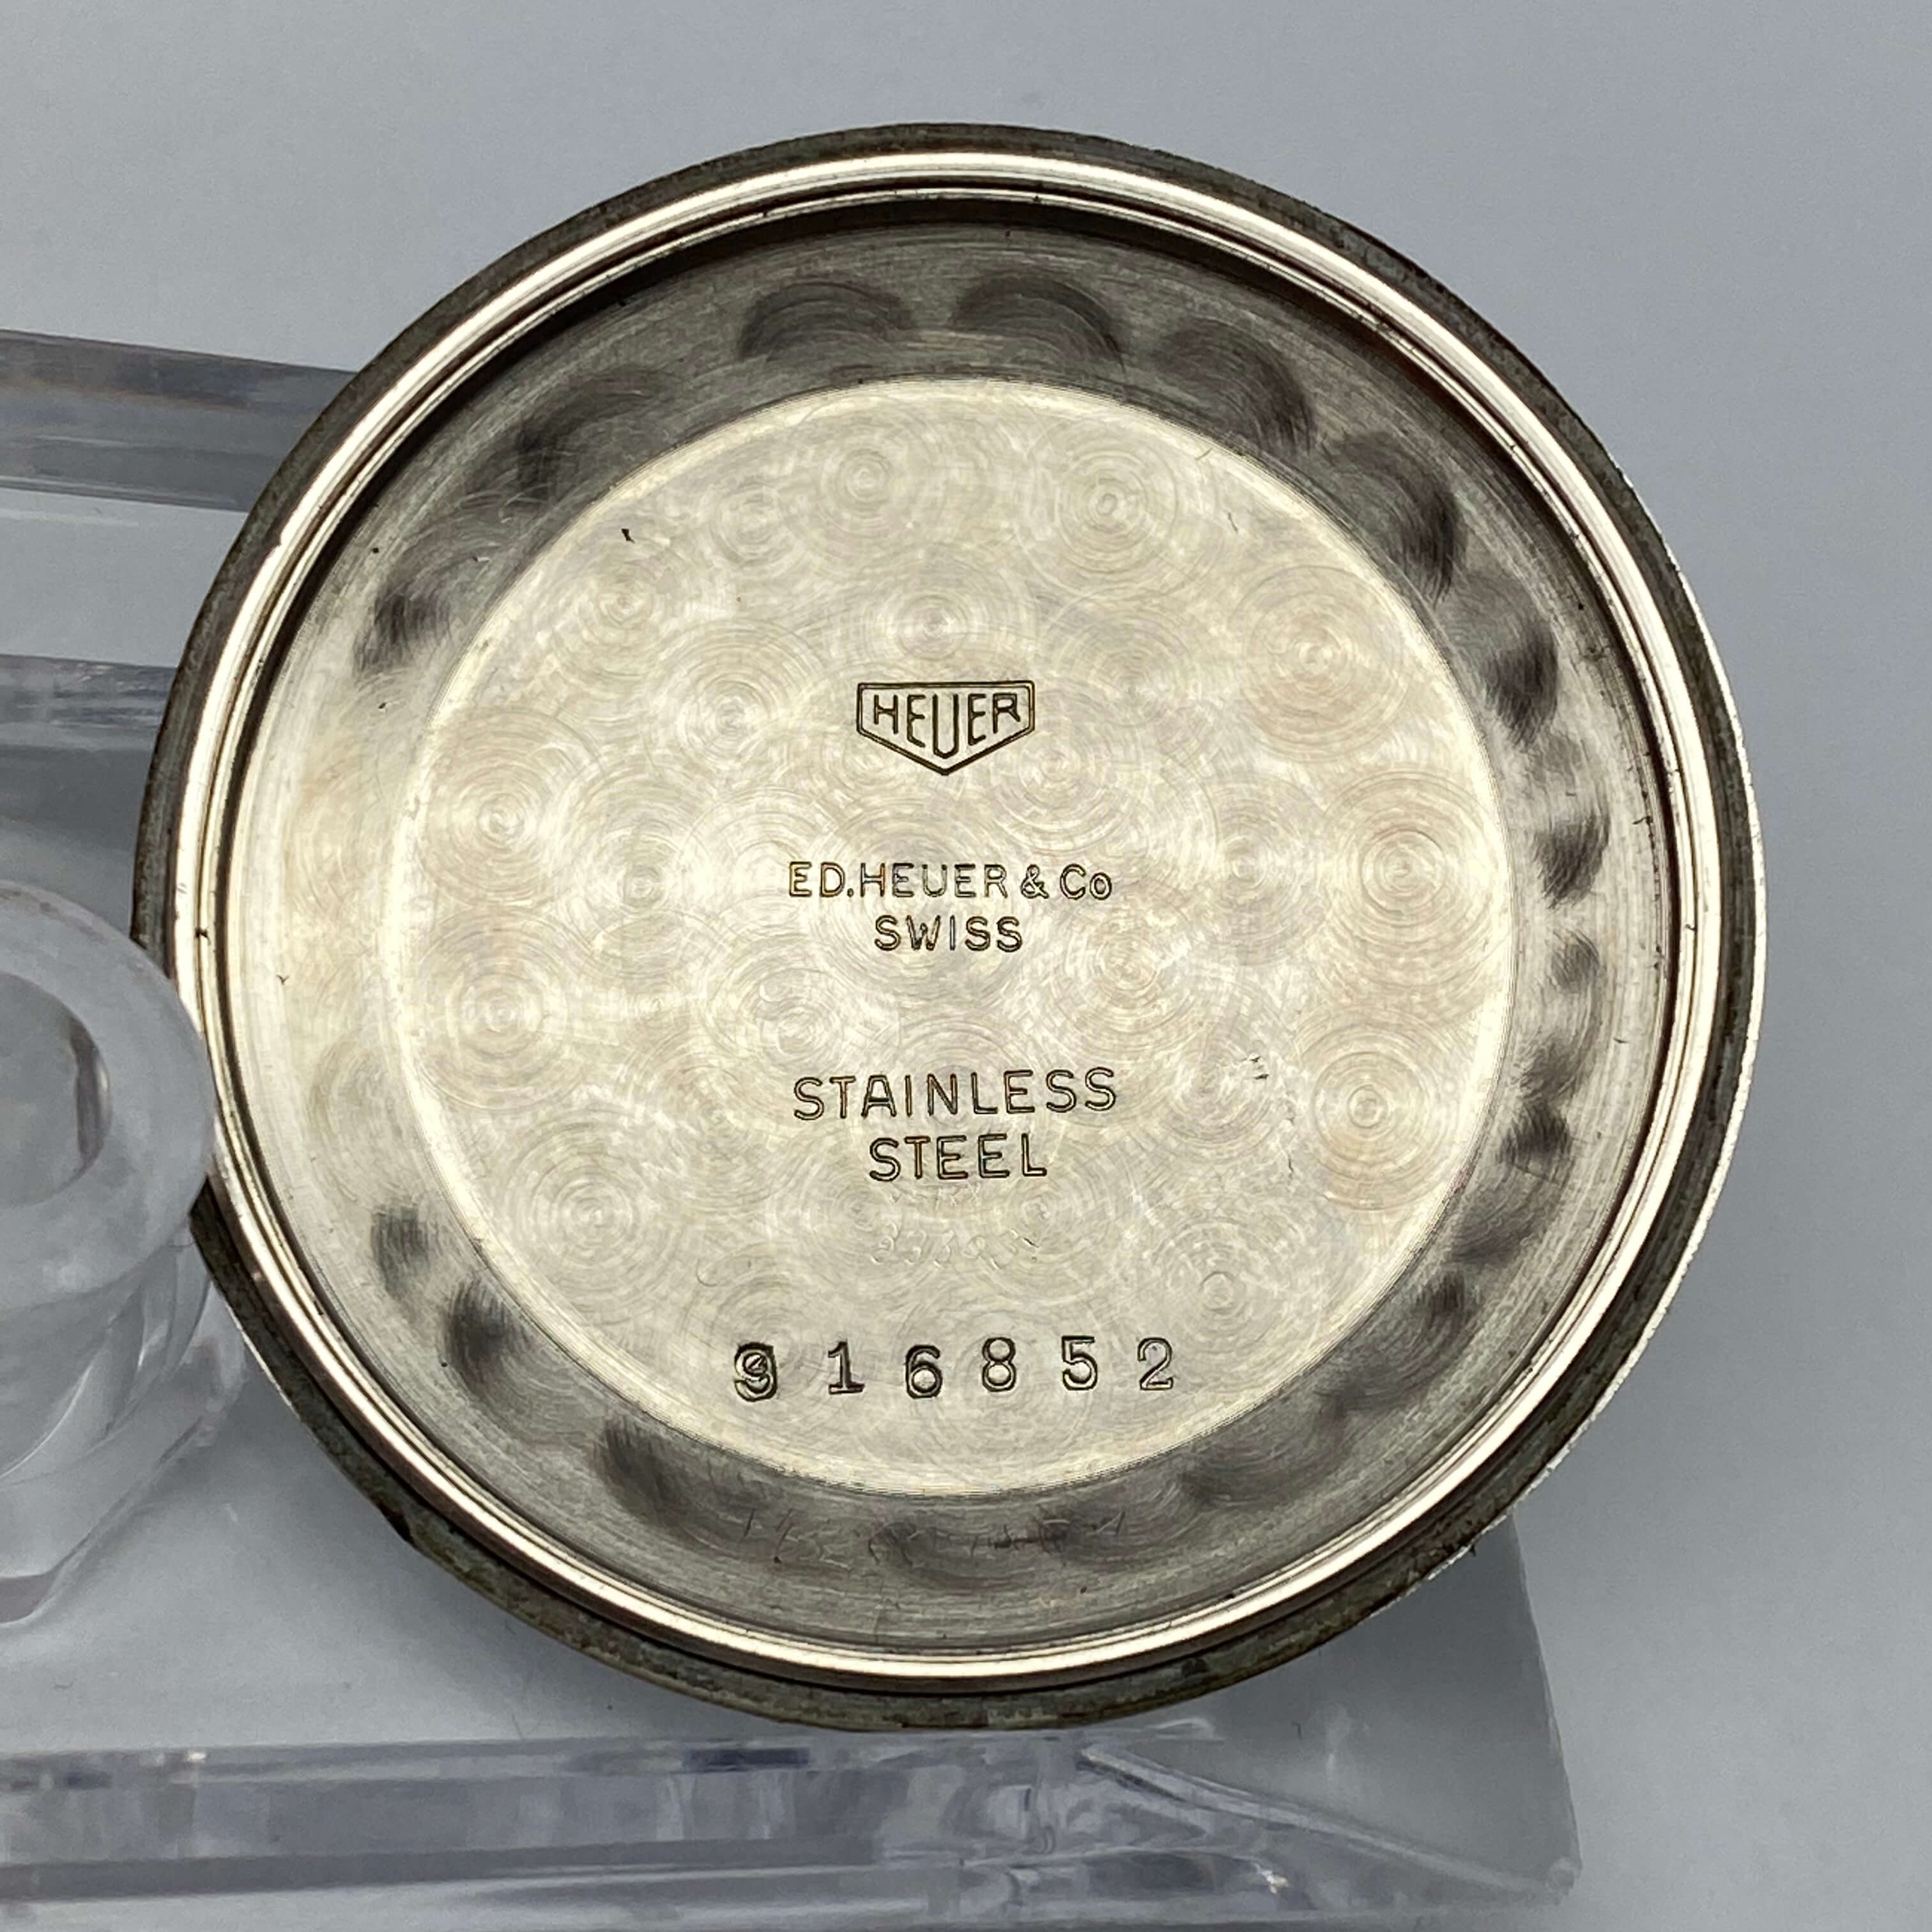 HEUER
ED.HEUER & Co
SWISS
STAINLESS
STEEL
916852